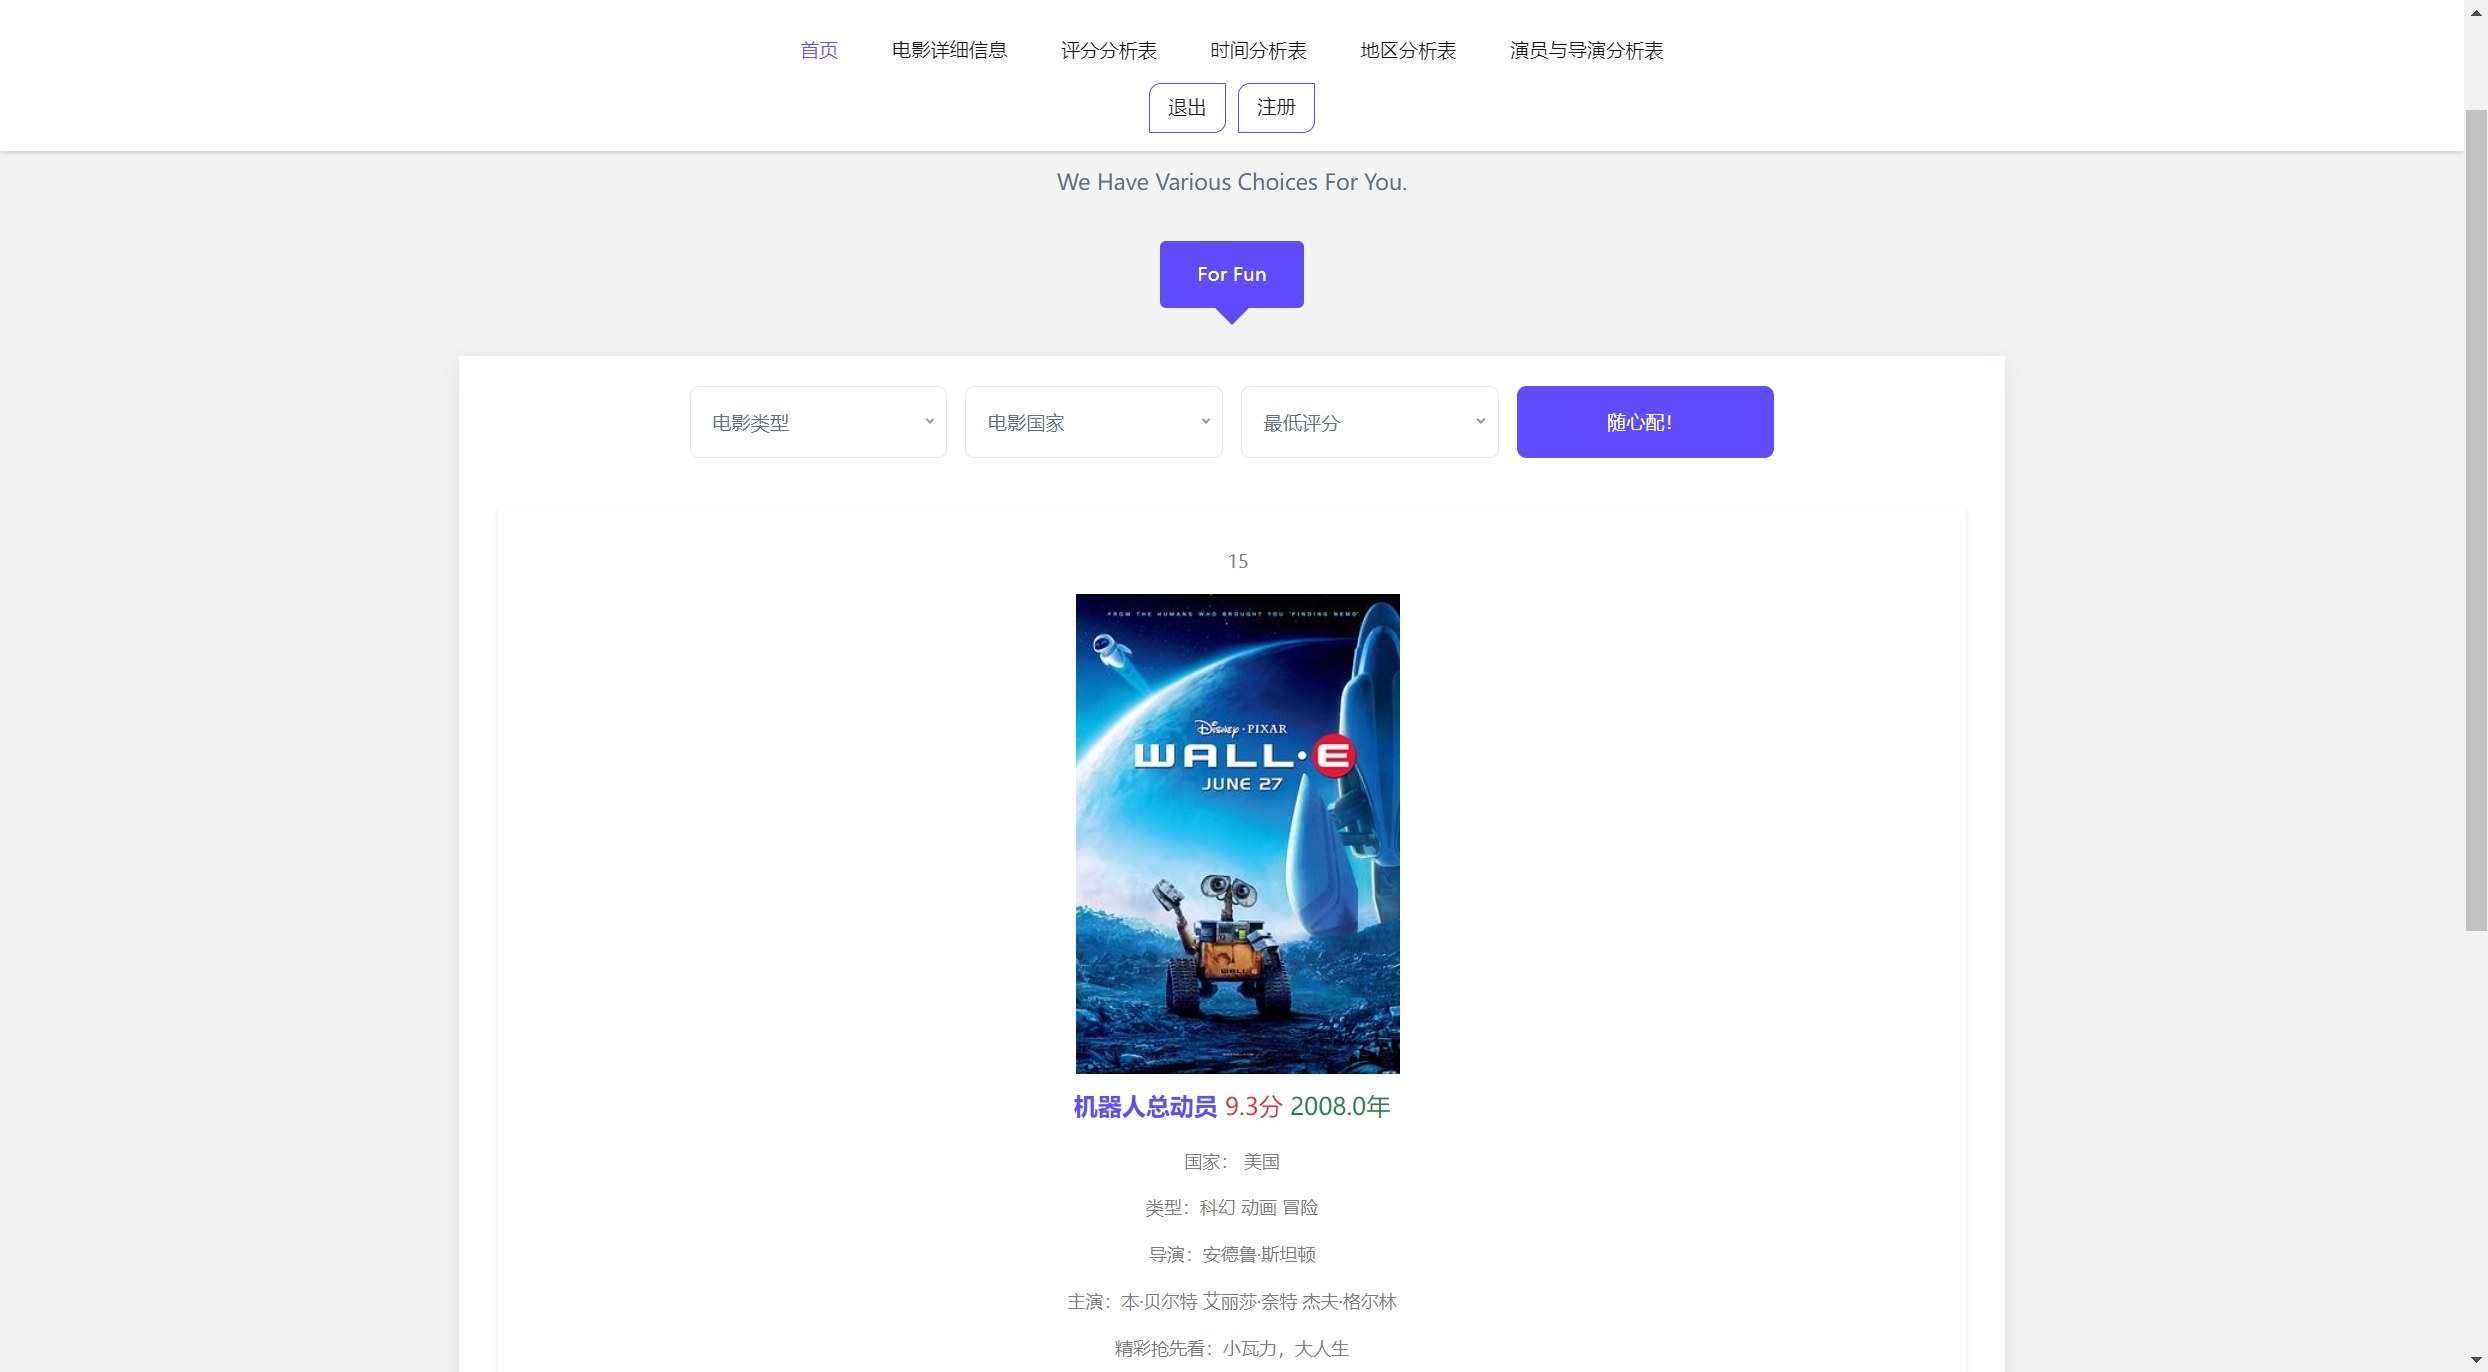 首页 电影详细信息 评分分析表 时间分析表 地区分析表 演员与导演分析表
退出 注册
We Have Various Choices For You.
For Fun
电影类型 电影国家 最低评分 随心配！
15
FROM THE HUMANS WHO BROUGHT YOU "FINDING NEMO"
Disney·PIXAR
WALL·E
JUNE 27
WALL·E
机器人总动员 9.3分 2008.0年
国家： 美国
类型：科幻 动画 冒险
导演：安德鲁·斯坦顿
主演：本·贝尔特 艾丽莎·奈特 杰夫·格尔林
精彩抢先看：小瓦力，大人生